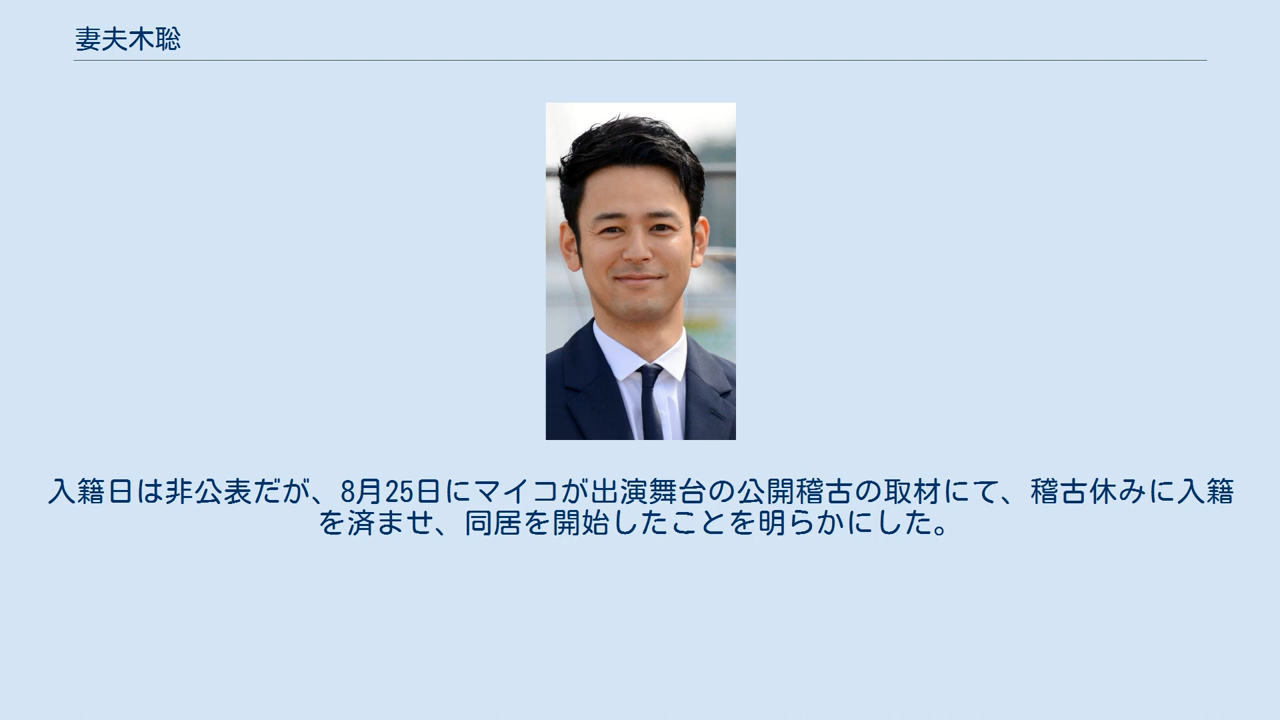 妻夫木聡
入籍日は非公表だが、8月25日にマイコが出演舞台の公開稽古の取材にて、稽古休みに入籍
を済ませ、同居を開始したことを明らかにした。